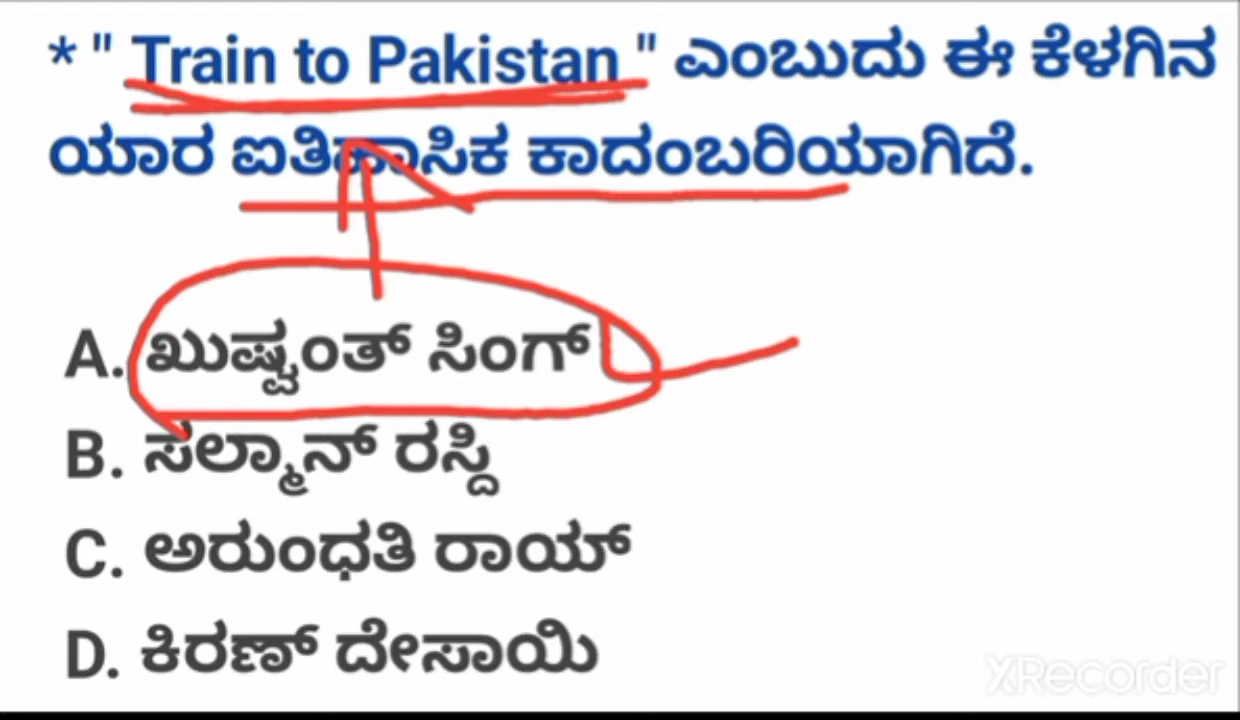 * " Train to Pakistan " ಎಂಬುದು ಈ ಕೆಳಗಿನ
ಯಾರ ಐತಿಹಾಸಿಕ ಕಾದಂಬರಿಯಾಗಿದೆ.
A. ಖುಷ್ವಂತ್ ಸಿಂಗ್
B. ಸಲ್ಮಾನ್ ರಸ್ದಿ
C. ಅರುಂಧತಿ ರಾಯ್
D. ಕಿರಣ್ ದೇಸಾಯಿ
XRecorder